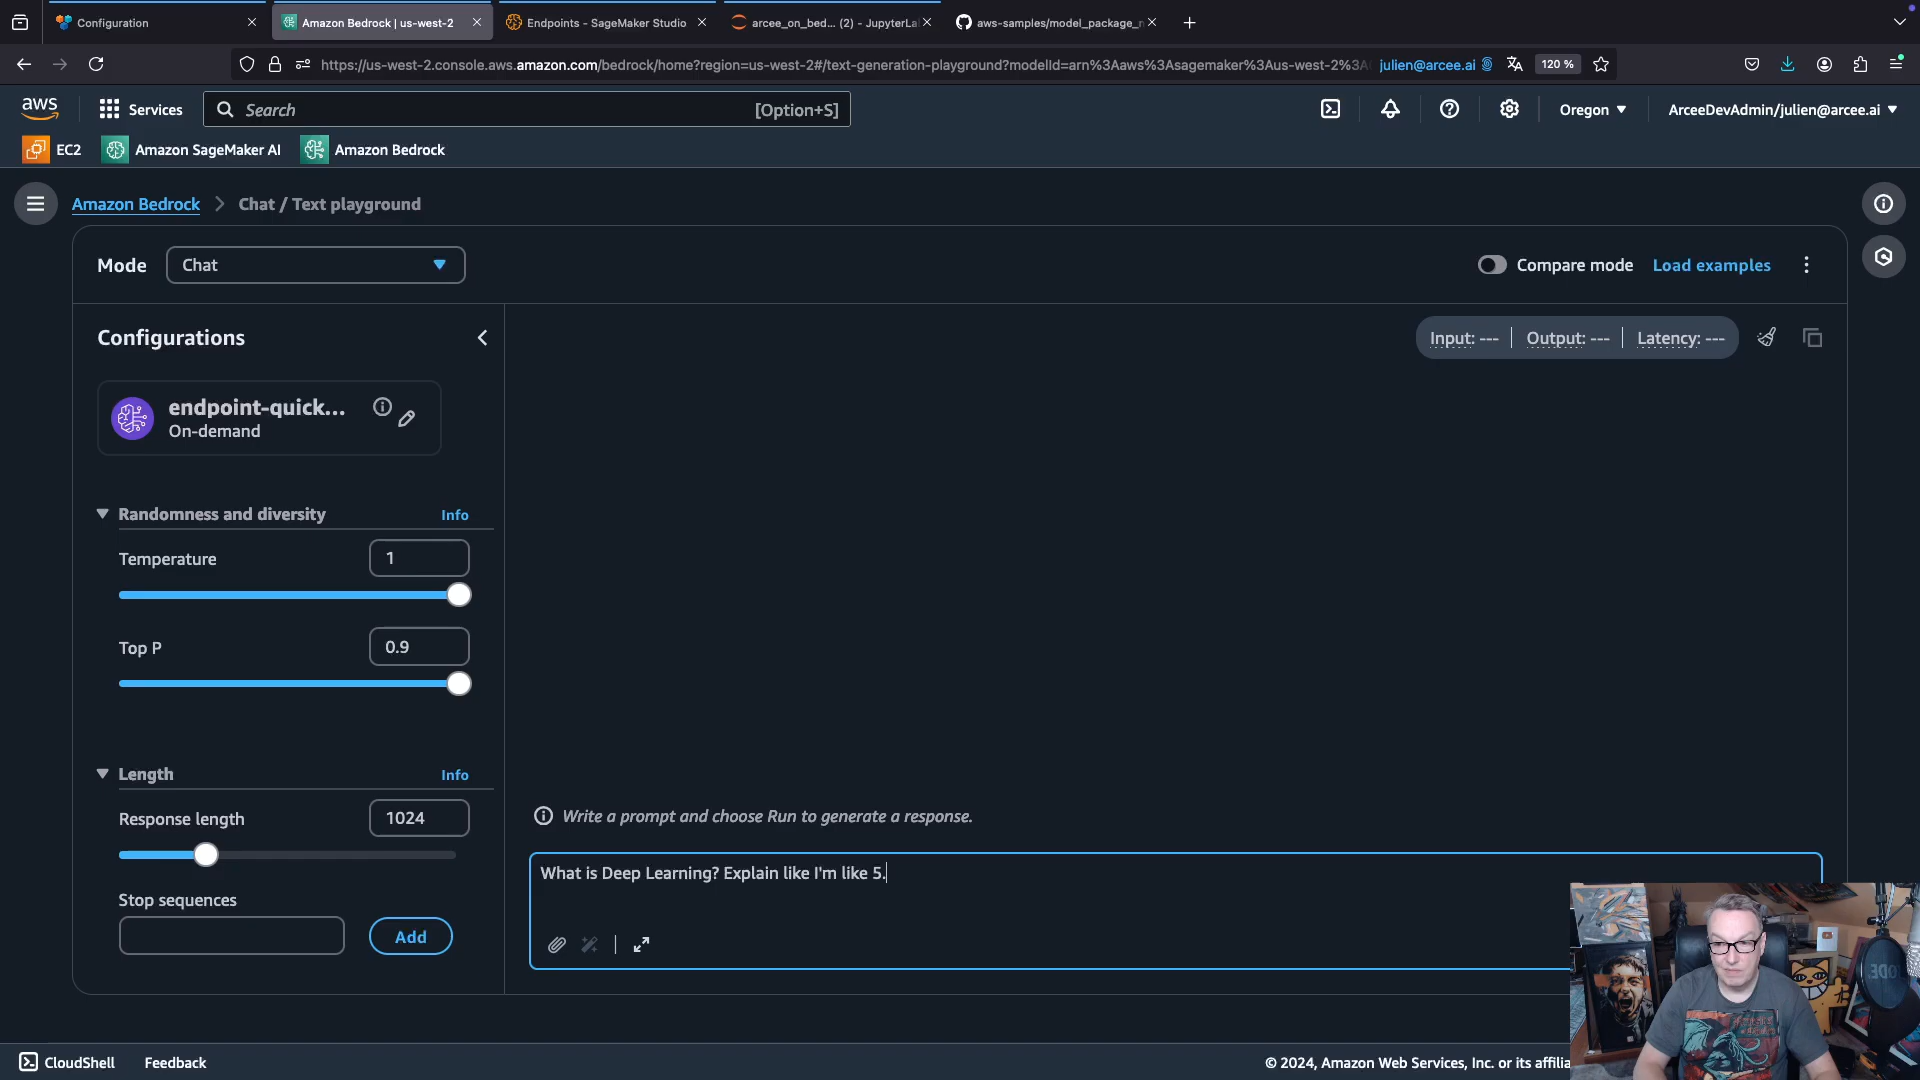 Configuration
Amazon Bedrock | us-west-2
Endpoints - SageMaker Studio
arcee_on_bed... (2) - JupyterLa
aws-samples/model_package_
https://us-west-2.console.aws.amazon.com/bedrock/home?region=us-west-2#/text-generation-playground?modelId=arn%3Aaws%3Asagemaker%3Aus-west-2%3A
julien@arcee.ai
120 %
aws
Services
Search
[Option+S]
Oregon
ArceeDevAdmin/julien@arcee.ai
EC2
Amazon SageMaker AI
Amazon Bedrock
Amazon Bedrock
Chat / Text playground
Mode
Chat
Compare mode
Load examples
Configurations
Input: ---
Output: ---
Latency: ---
endpoint-quick...
On-demand
Randomness and diversity
Info
Temperature
1
Top P
0.9
Length
Info
Response length
1024
Write a prompt and choose Run to generate a response.
What is Deep Learning? Explain like I'm like 5.
Stop sequences
Add
CloudShell
Feedback
© 2024, Amazon Web Services, Inc. or its affilia